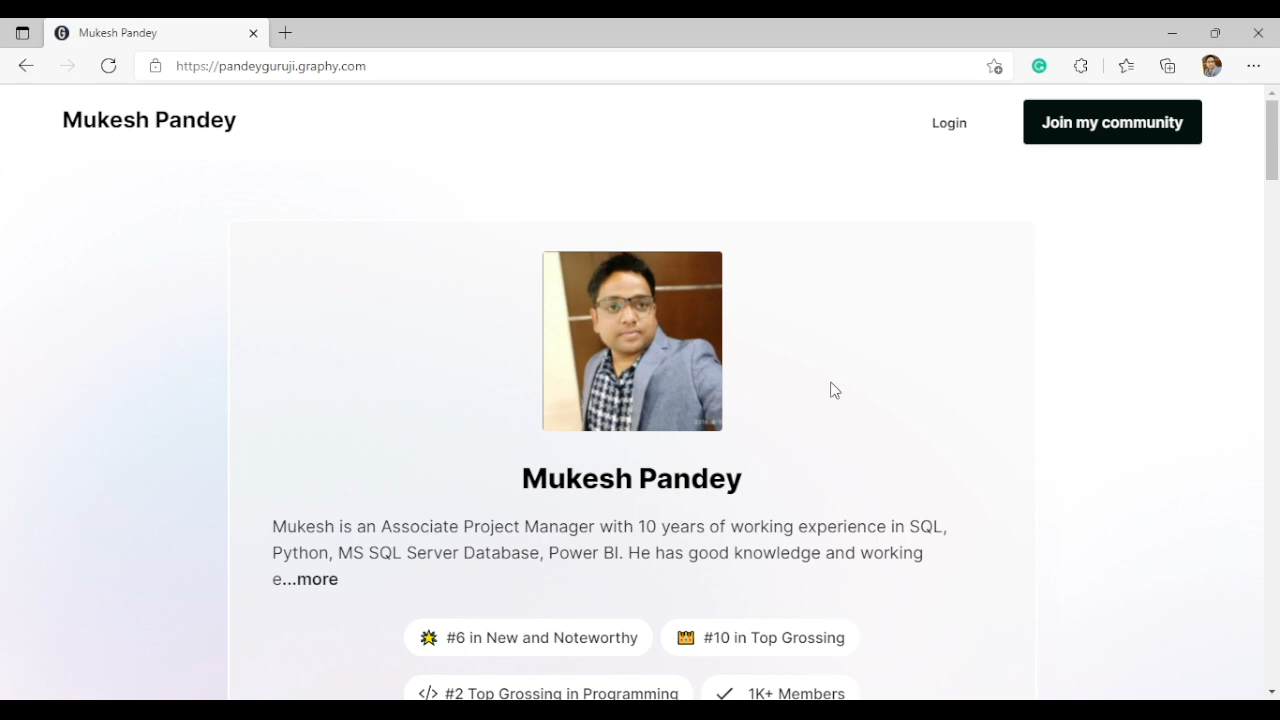 Mukesh Pandey
https://pandeyguruji.graphy.com
Mukesh Pandey
Login
Join my community
Mukesh Pandey
Mukesh is an Associate Project Manager with 10 years of working experience in SQL,
Python, MS SQL Server Database, Power BI. He has good knowledge and working
e...more
#6 in New and Noteworthy
#10 in Top Grossing
</> #2 Top Grossing in Programming
1K+ Members